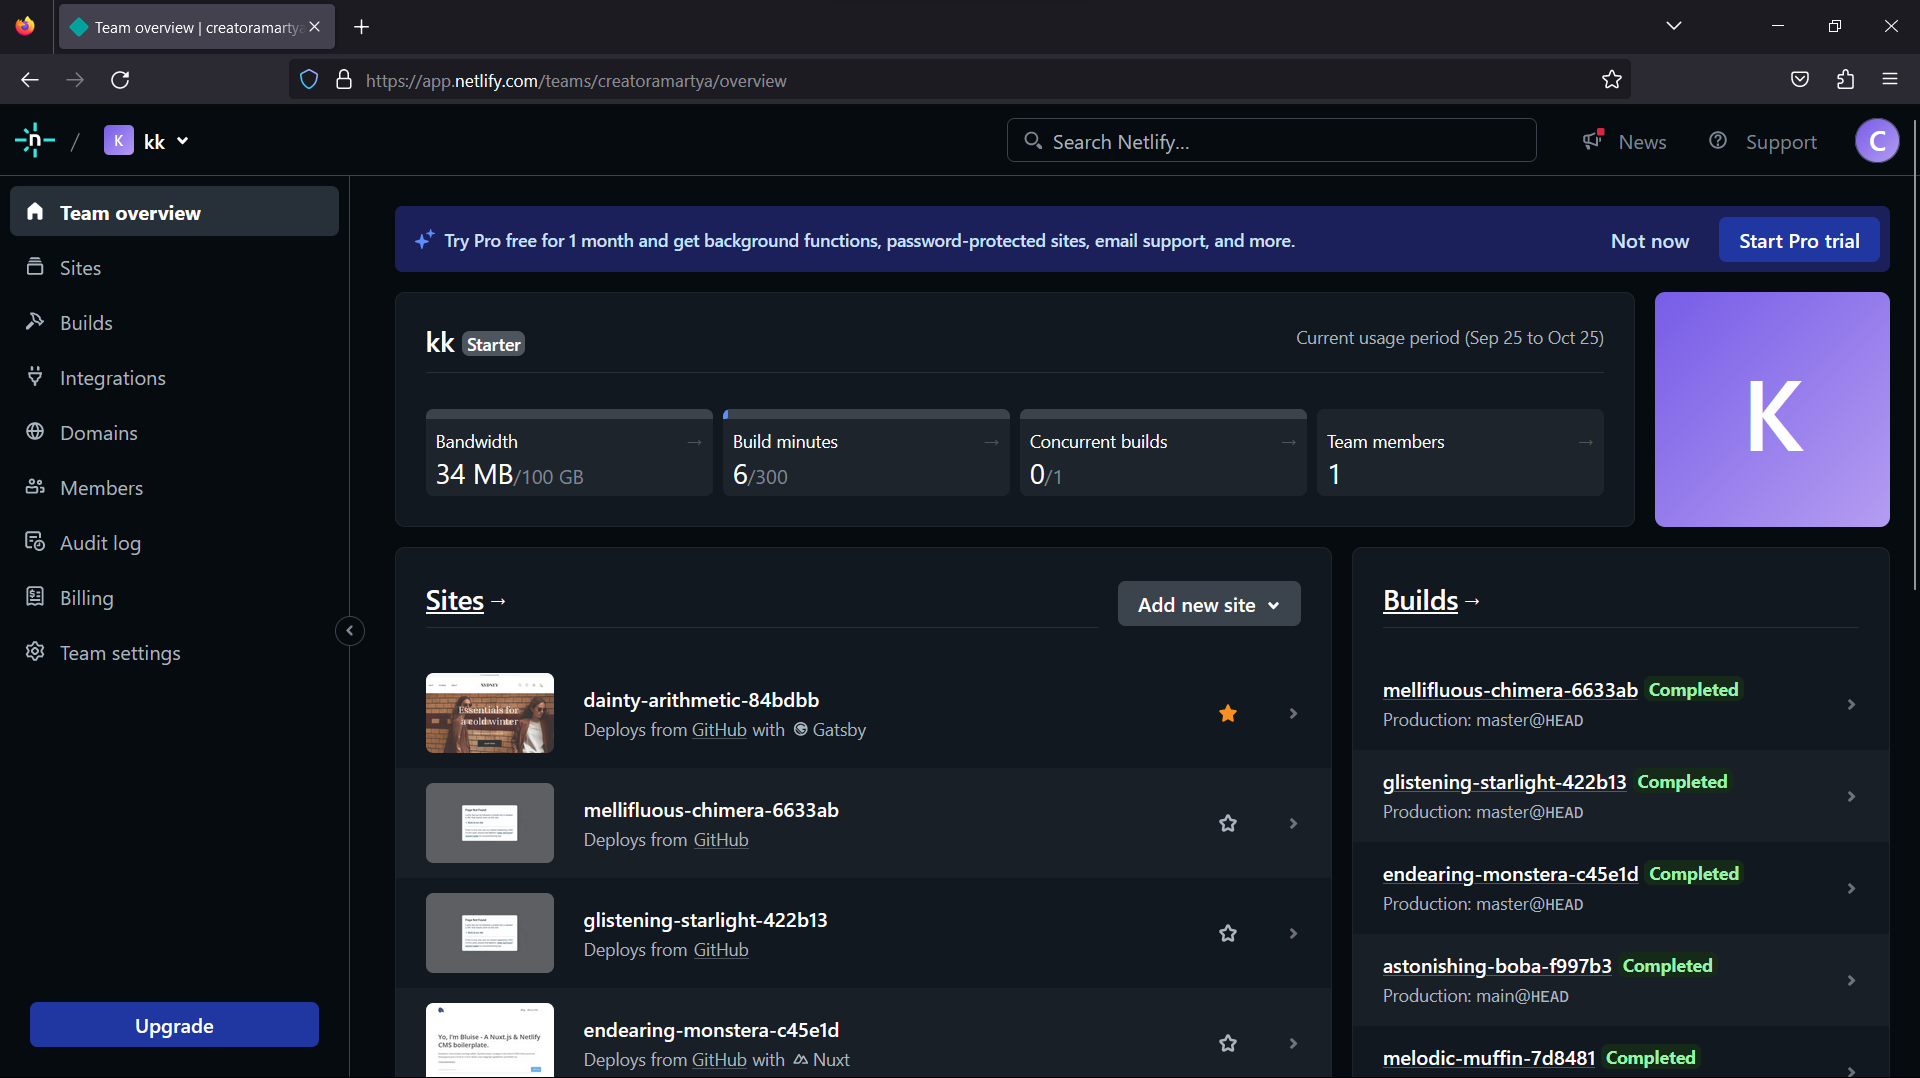 Team overview | creatoramartya
https://app.netlify.com/teams/creatoramartya/overview
n / K kk
Search Netlify...
News
Support
C
Team overview
Sites
Builds
Integrations
Domains
Members
Audit log
Billing
Team settings
Upgrade
Try Pro free for 1 month and get background functions, password-protected sites, email support, and more.
Not now
Start Pro trial
kk Starter
Current usage period (Sep 25 to Oct 25)
Bandwidth →
34 MB/100 GB
Build minutes →
6/300
Concurrent builds →
0/1
Team members →
1
K
Sites →
Add new site
SYDNEY
Essentials for
a cold winter
dainty-arithmetic-84bdbb
Deploys from GitHub with Gatsby
mellifluous-chimera-6633ab
Deploys from GitHub
glistening-starlight-422b13
Deploys from GitHub
Yo, I'm Bluise - A Nuxt.js & Netlify
CMS boilerplate.
endearing-monstera-c45e1d
Deploys from GitHub with Nuxt
Builds →
mellifluous-chimera-6633ab Completed
Production: master@HEAD
glistening-starlight-422b13 Completed
Production: master@HEAD
endearing-monstera-c45e1d Completed
Production: master@HEAD
astonishing-boba-f997b3 Completed
Production: main@HEAD
melodic-muffin-7d8481 Completed